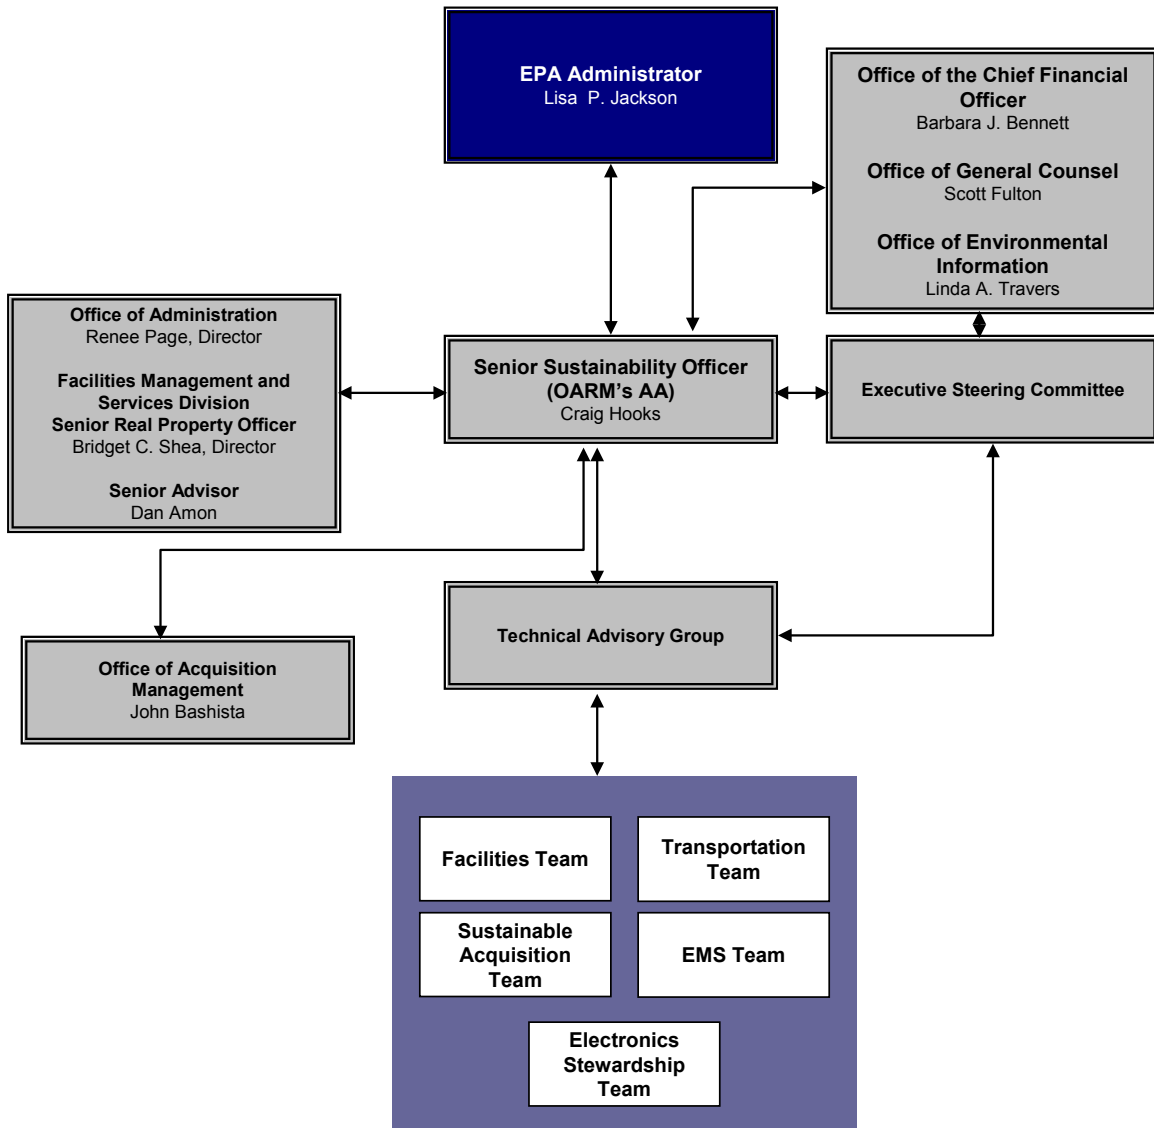 EPA Administrator
Lisa P. Jackson
Office of the Chief Financial
Officer
Barbara J. Bennett
Office of General Counsel
Scott Fulton
Office of Environmental
Information
Linda A. Travers
Office of Administration
Renee Page, Director
Facilities Management and
Services Division
Senior Real Property Officer
Bridget C. Shea, Director
Senior Advisor
Dan Amon
Senior Sustainability Officer
(OARM's AA)
Craig Hooks
Executive Steering Committee
Technical Advisory Group
Office of Acquisition
Management
John Bashista
Facilities Team
Transportation
Team
Sustainable
Acquisition
Team
EMS Team
Electronics
Stewardship
Team